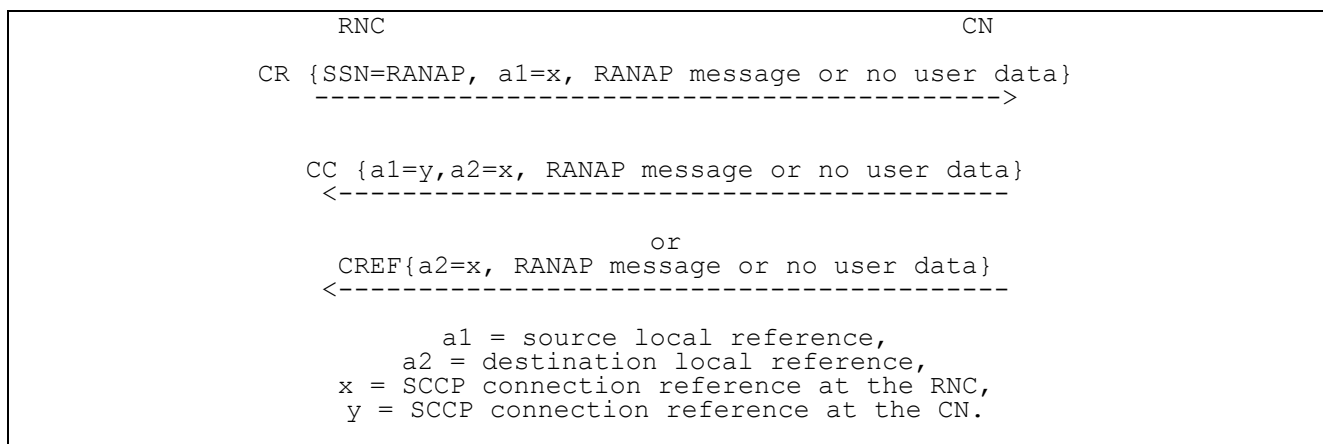 RNC CN
CR {SSN=RANAP, a1=x, RANAP message or no user data}
------------------------------------------->
CC {a1=y,a2=x, RANAP message or no user data}
<------------------------------------------
or
CREF{a2=x, RANAP message or no user data}
<------------------------------------------
a1 = source local reference,
a2 = destination local reference,
x = SCCP connection reference at the RNC,
y = SCCP connection reference at the CN.